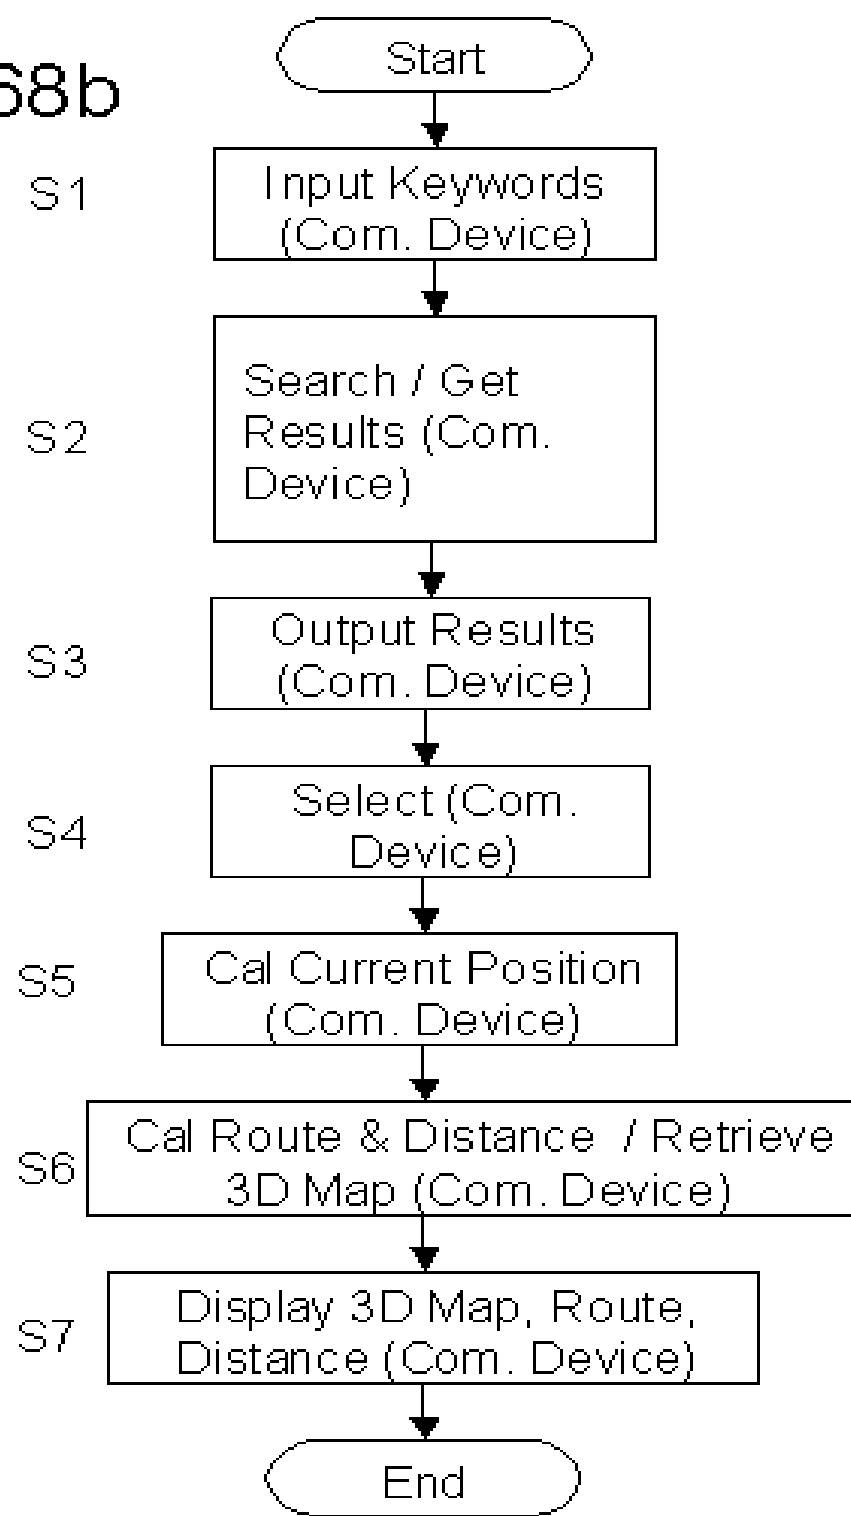 Start
68b
S1
Input Keywords
(Com. Device)
S2
Search / Get
Results (Com.
Device)
S3
Output Results
(Com. Device)
S4
Select (Com.
Device)
S5
Cal Current Position
(Com. Device)
S6
Cal Route & Distance / Retrieve
3D Map (Com. Device)
S7
Display 3D Map, Route,
Distance (Com. Device)
End